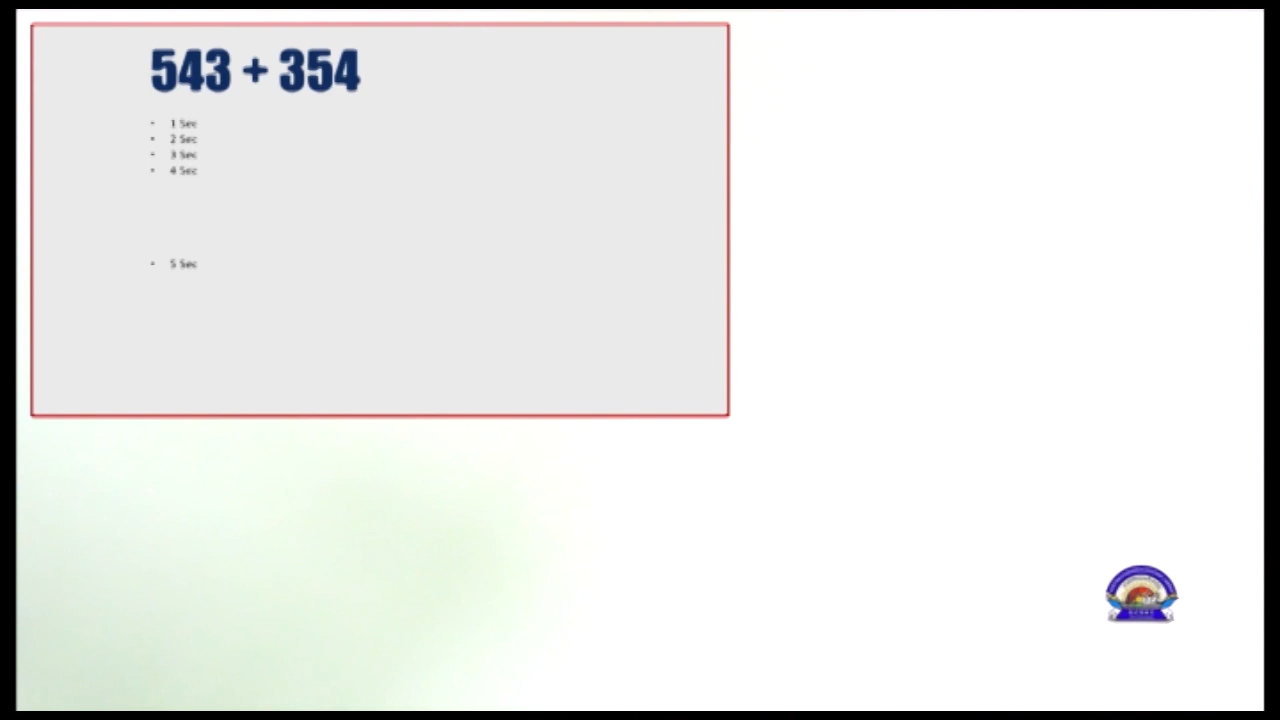 543 + 354
• 1 Sec
• 2 Sec
• 3 Sec
• 4 Sec
• 5 Sec